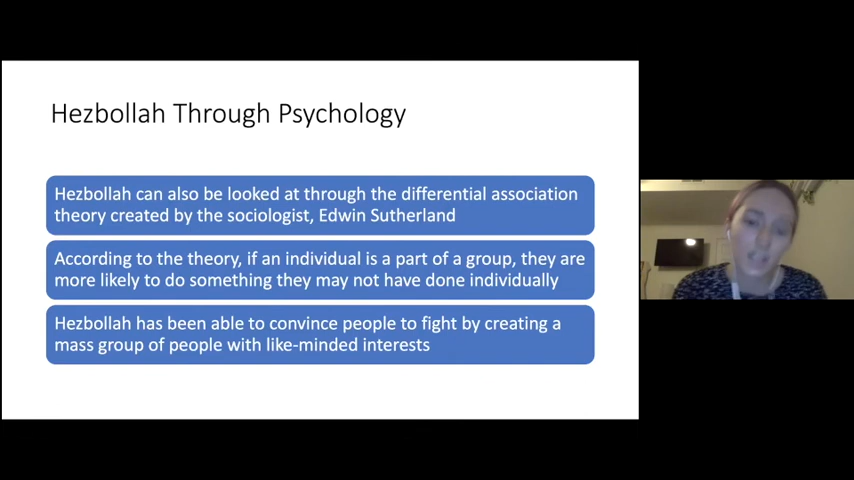 Hezbollah Through Psychology
Hezbollah can also be looked at through the differential association
theory created by the sociologist, Edwin Sutherland
According to the theory, if an individual is a part of a group, they are
more likely to do something they may not have done individually
Hezbollah has been able to convince people to fight by creating a
mass group of people with like-minded interests